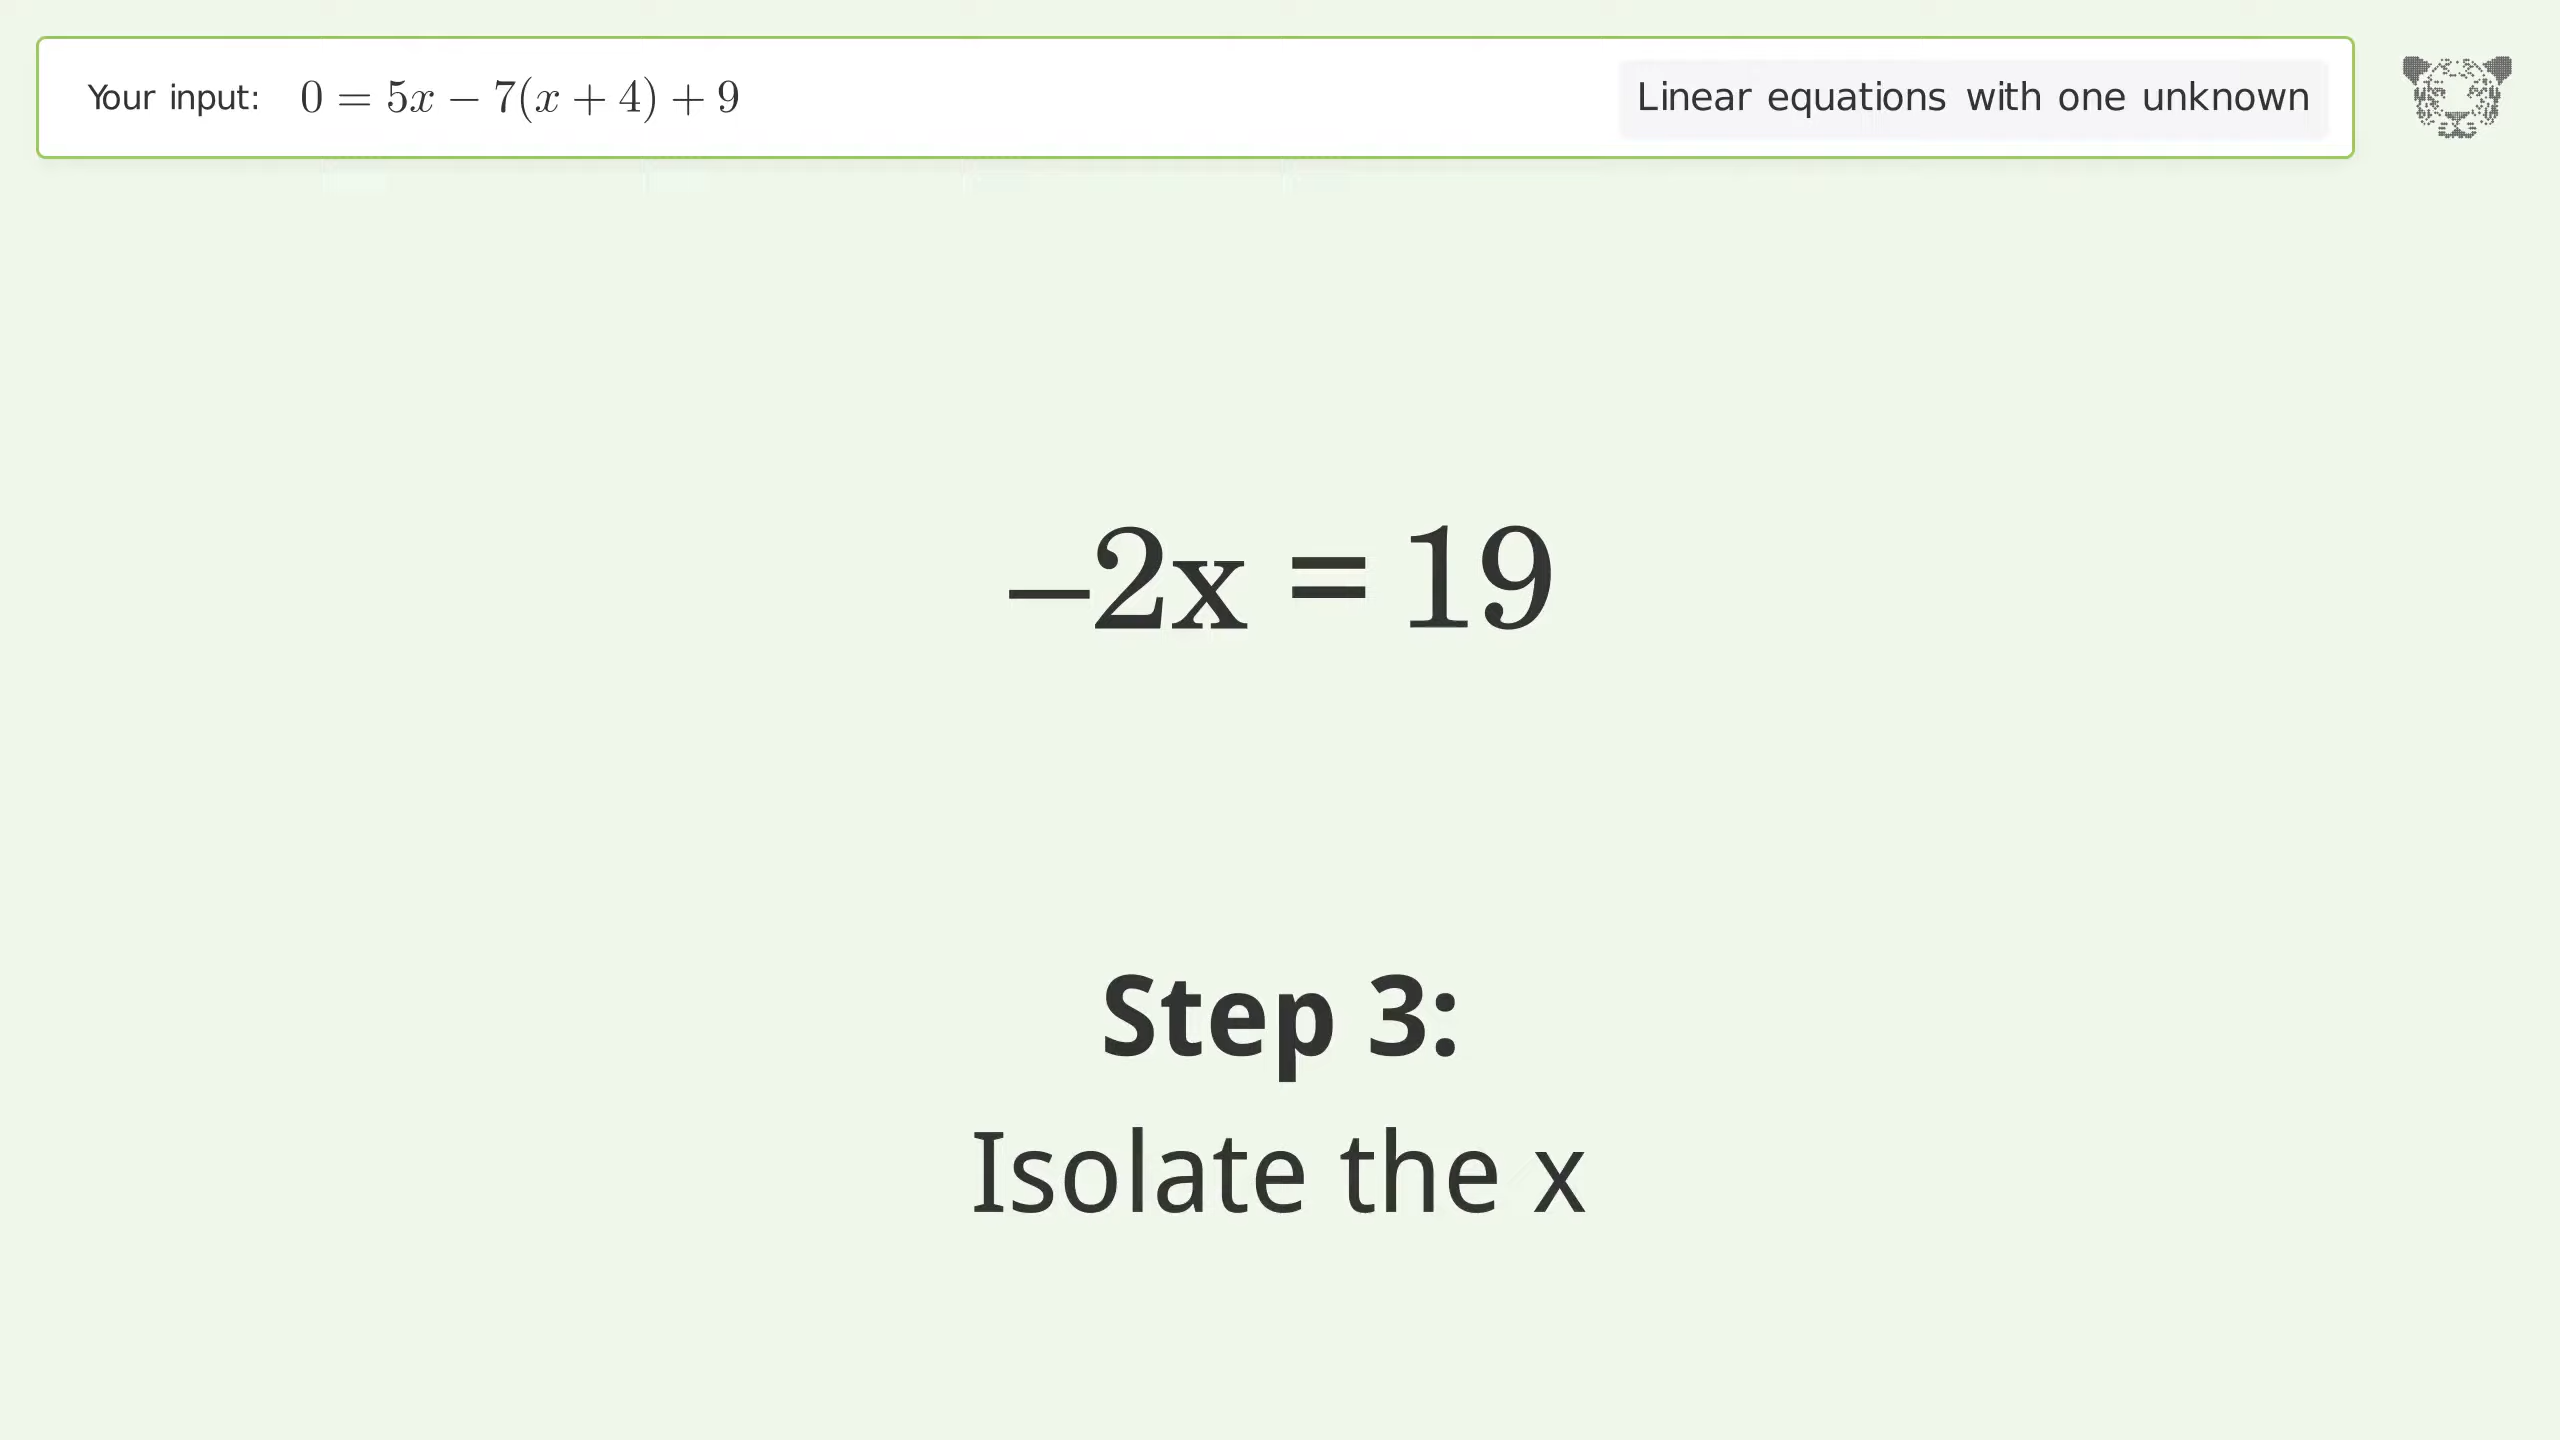 Your input: 0 = 5x − 7(x + 4) + 9
Linear equations with one unknown
−2x = 19
Step 3:
Isolate the x